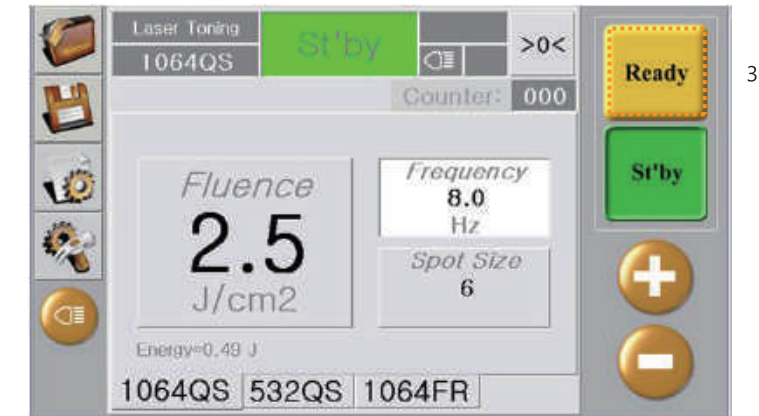 Laser Toning
1064QS
St'by
>0<
Counter: 000
Ready
St'by
3
Fluence
2.5
J/cm2
Frequency
8.0
Hz
Spot Size
6
Energy=0.49 J
1064QS 532QS 1064FR